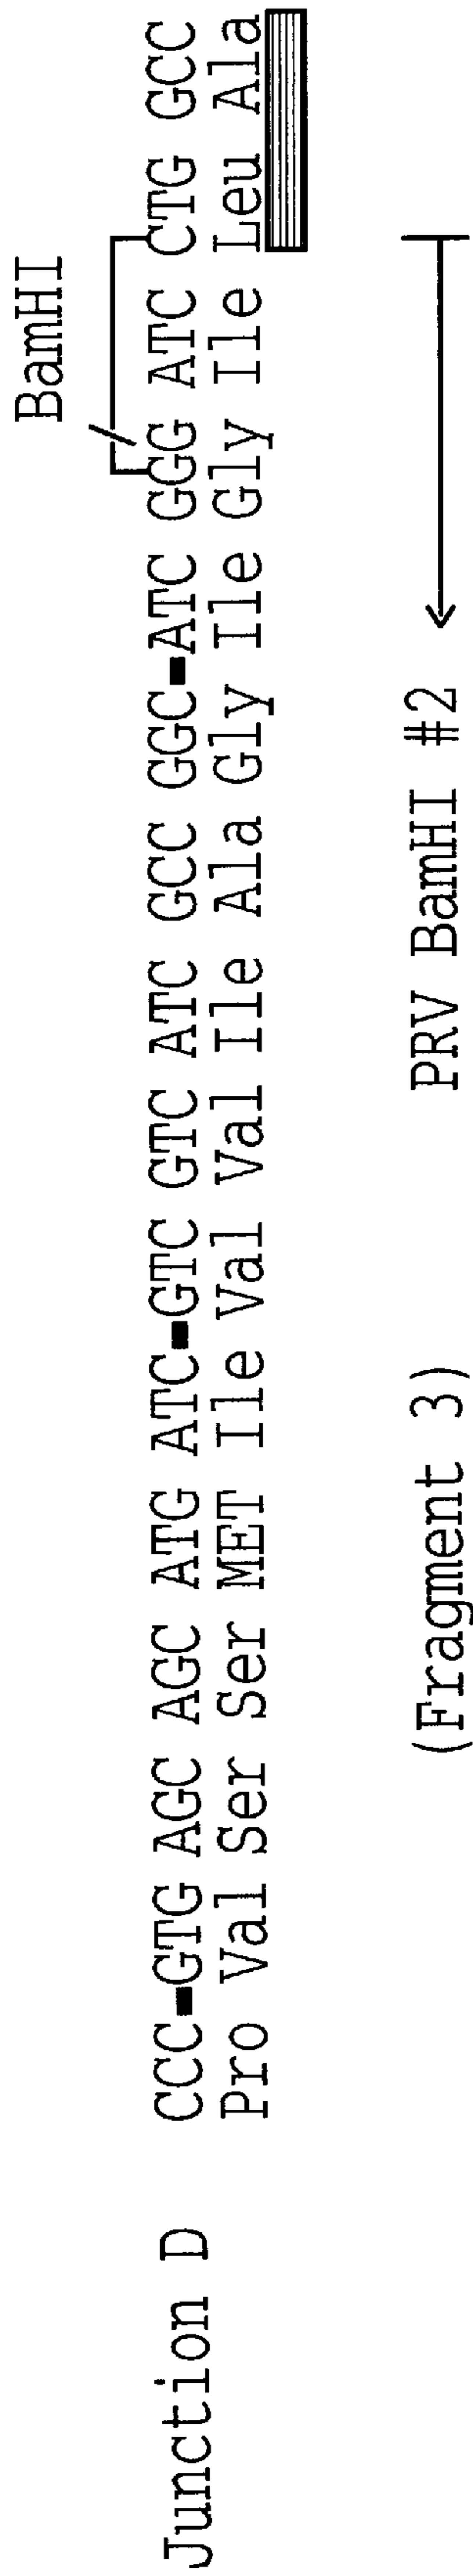 BamHI
Junction D CCC-GTG AGC AGC ATG ATC-GTC GTC ATC GCC GGC-ATC GGG ATC CTG GCC
Pro Val Ser Ser MET Ile Val Val Ile Ala Gly Ile Gly Ile Leu Ala
(Fragment 3) PRV BamHI #2